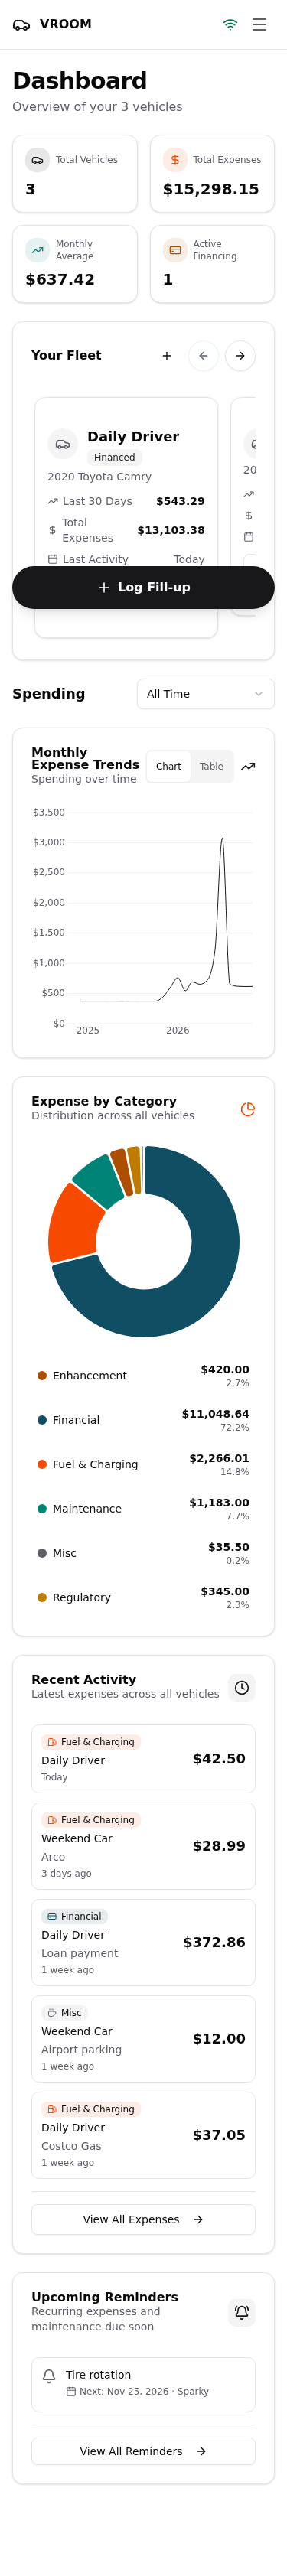 VROOM
Dashboard
Overview of your 3 vehicles
Total Vehicles
3
Total Expenses
$15,298.15
Monthly
Average
$637.42
Active
Financing
1
Your Fleet
Daily Driver
Financed
2020 Toyota Camry
Last 30 Days $543.29
Total
Expenses
$13,103.38
Last Activity Today
20
Log Fill-up
Spending
All Time
Monthly
Expense Trends
Spending over time
Chart Table
$3,500
$3,000
$2,500
$2,000
$1,500
$1,000
$500
$0
2025 2026
Expense by Category
Distribution across all vehicles
Enhancement $420.00
2.7%
Financial $11,048.64
72.2%
Fuel & Charging $2,266.01
14.8%
Maintenance $1,183.00
7.7%
Misc $35.50
0.2%
Regulatory $345.00
2.3%
Recent Activity
Latest expenses across all vehicles
Fuel & Charging
Daily Driver
Today
$42.50
Fuel & Charging
Weekend Car
Arco
3 days ago
$28.99
Financial
Daily Driver
Loan payment
1 week ago
$372.86
Misc
Weekend Car
Airport parking
1 week ago
$12.00
Fuel & Charging
Daily Driver
Costco Gas
1 week ago
$37.05
View All Expenses
Upcoming Reminders
Recurring expenses and
maintenance due soon
Tire rotation
Next: Nov 25, 2026 · Sparky
View All Reminders